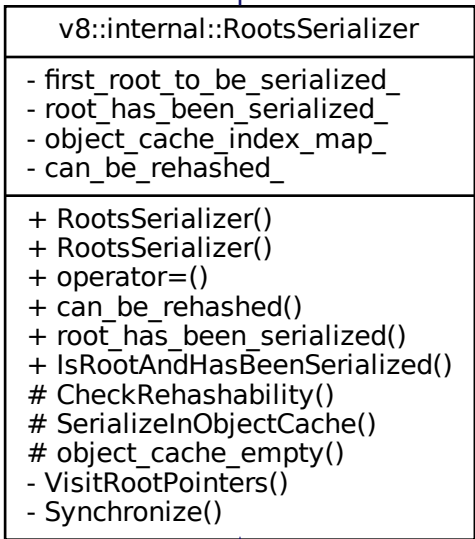 v8::internal::RootsSerializer
- first_root_to_be_serialized_
- root_has_been_serialized_
- object_cache_index_map_
- can_be_rehashed_
+ RootsSerializer()
+ RootsSerializer()
+ operator=()
+ can_be_rehashed()
+ root_has_been_serialized()
+ IsRootAndHasBeenSerialized()
# CheckRehashability()
# SerializeInObjectCache()
# object_cache_empty()
- VisitRootPointers()
- Synchronize()